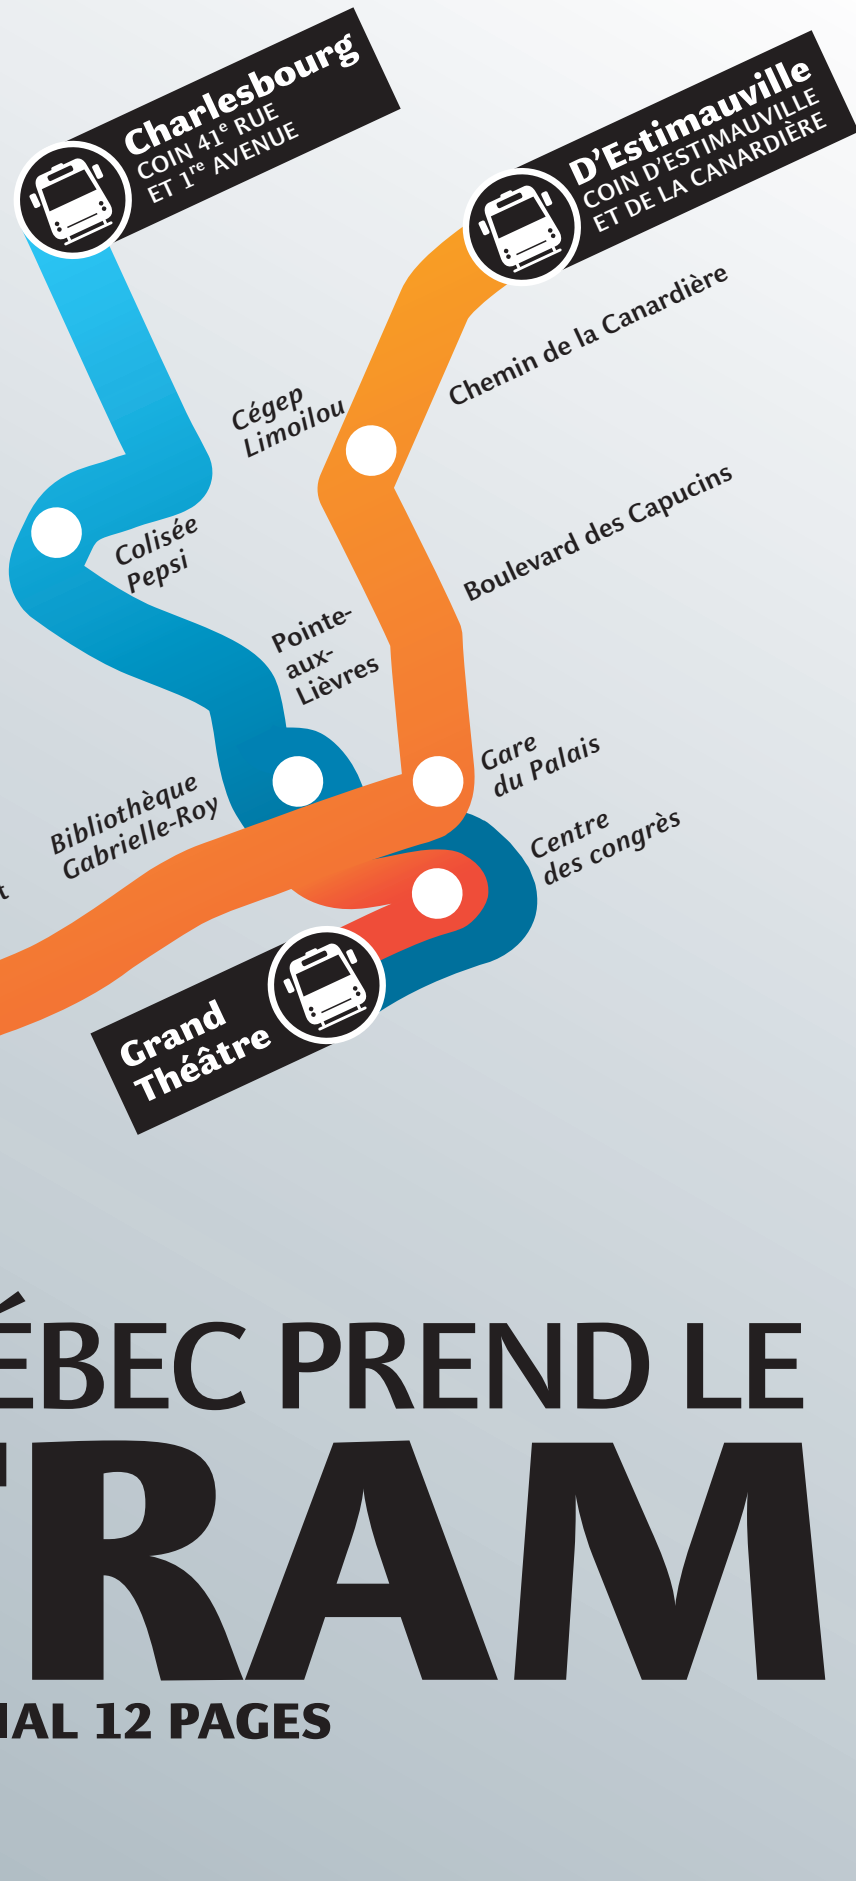 Charlesbourg
COIN 41e RUE
ET 1re AVENUE
D'Estimauville
COIN D'ESTIMAUVILLE
ET DE LA CANARDIÈRE
Chemin de la Canardière
Cégep
Limoilou
Boulevard des Capucins
Colisée
Pepsi
Pointe-
aux-
Lièvres
Gare
du Palais
Bibliothèque
Gabrielle-Roy
Centre
des congrès
t
Grand
Théâtre
ÉBEC PREND LE
TRAM
IAL 12 PAGES